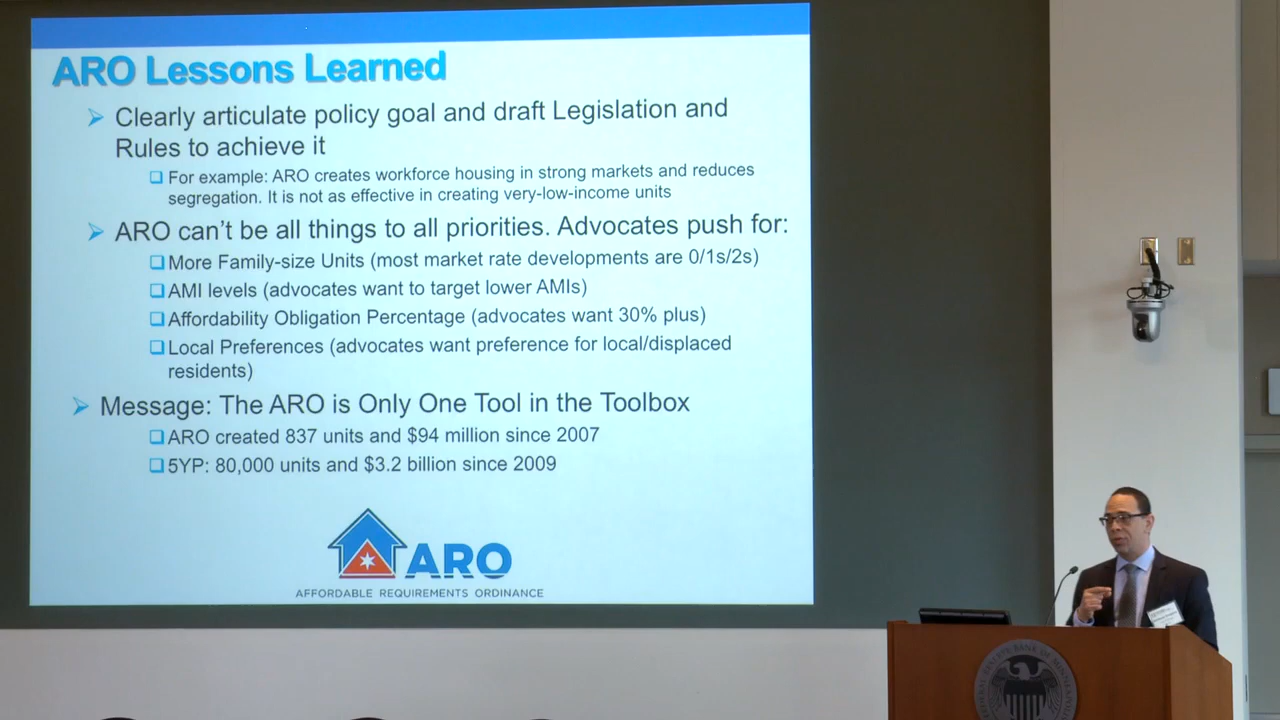 ARO Lessons Learned
Clearly articulate policy goal and draft Legislation and
Rules to achieve it
For example: ARO creates workforce housing in strong markets and reduces
segregation. It is not as effective in creating very-low-income units
ARO can't be all things to all priorities. Advocates push for:
More Family-size Units (most market rate developments are 0/1s/2s)
AMI levels (advocates want to target lower AMIs)
Affordability Obligation Percentage (advocates want 30% plus)
Local Preferences (advocates want preference for local/displaced
residents)
Message: The ARO is Only One Tool in the Toolbox
ARO created 837 units and $94 million since 2007
5YP: 80,000 units and $3.2 billion since 2009
ARO
AFFORDABLE REQUIREMENTS ORDINANCE
RESERVE BANK OF